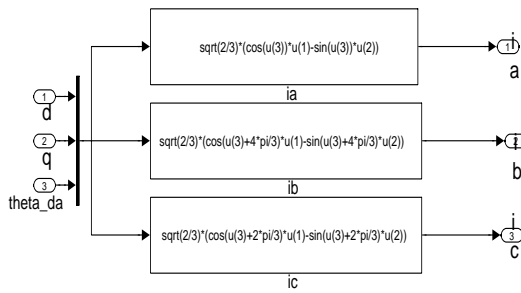 sqrt(2/3)*(cos(u(3))*u(1)-sin(u(3))*u(2))
ia
i
1
a
1
d
2
q
3
theta_da
sqrt(2/3)*(cos(u(3)+4*pi/3)*u(1)-sin(u(3)+4*pi/3)*u(2))
ib
i
2
b
sqrt(2/3)*(cos(u(3)+2*pi/3)*u(1)-sin(u(3)+2*pi/3)*u(2))
ic
i
3
c